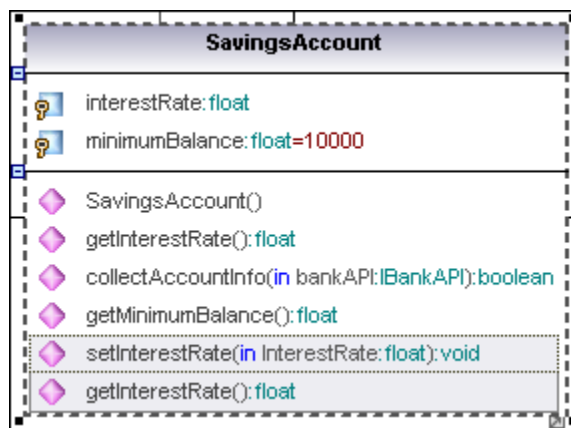 SavingsAccount
interestRate:float
minimumBalance:float=10000
SavingsAccount()
getInterestRate():float
collectAccountInfo(in bankAPI:IBankAPI):boolean
getMinimumBalance():float
setInterestRate(in InterestRate:float):void
getInterestRate():float